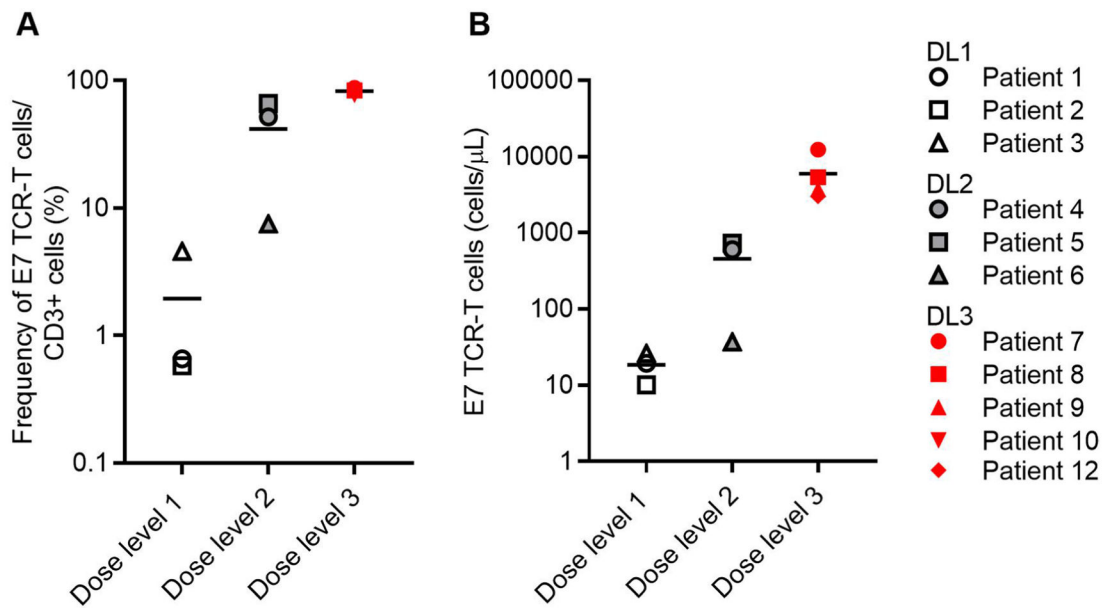 A
Frequency of E7 TCR-T cells/
CD3+ cells (%)
100
10
1
0.1
Dose level 1
Dose level 2
Dose level 3
B
E7 TCR-T cells (cells/μL)
100000
10000
1000
100
10
1
Dose level 1
Dose level 2
Dose level 3
DL1
Patient 1
Patient 2
Patient 3
DL2
Patient 4
Patient 5
Patient 6
DL3
Patient 7
Patient 8
Patient 9
Patient 10
Patient 12